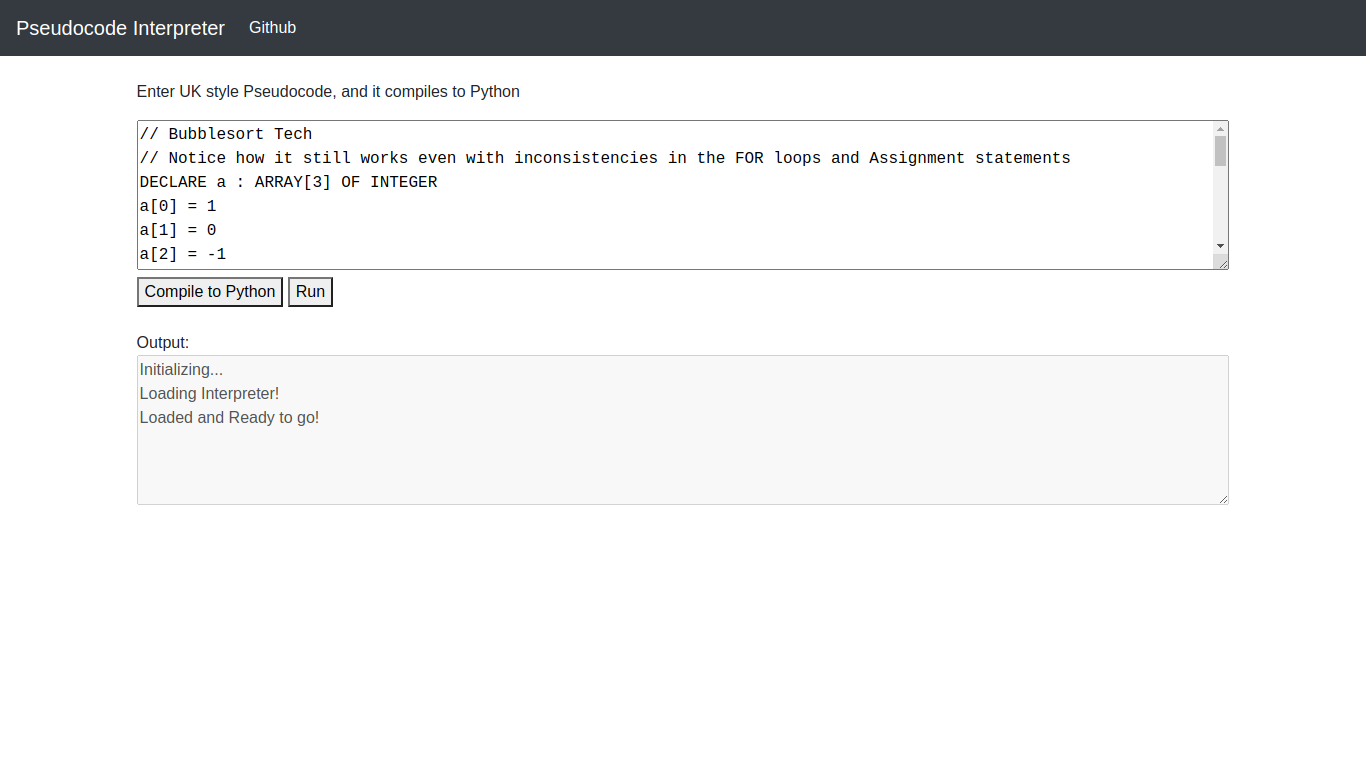 Pseudocode Interpreter Github
Enter UK style Pseudocode, and it compiles to Python
// Bubblesort Tech
// Notice how it still works even with inconsistencies in the FOR loops and Assignment statements
DECLARE a : ARRAY[3] OF INTEGER
a[0] = 1
a[1] = 0
a[2] = -1
Compile to Python Run
Output:
Initializing...
Loading Interpreter!
Loaded and Ready to go!